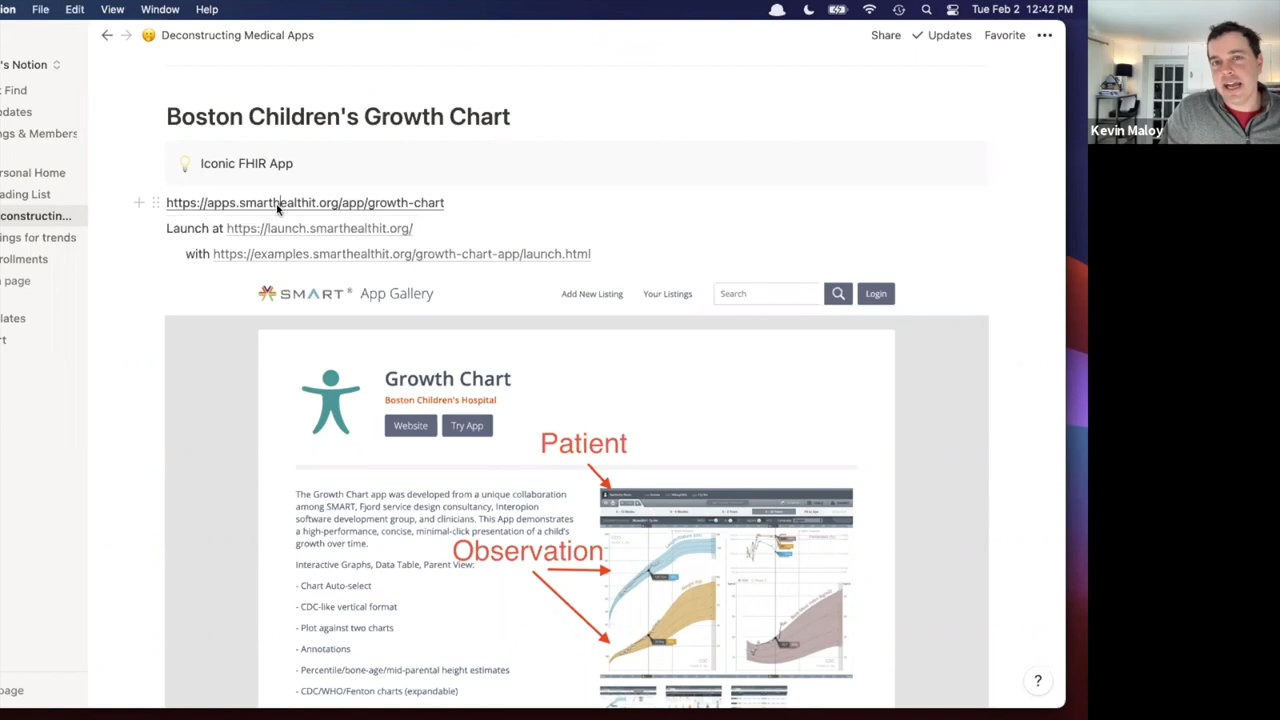 ion File Edit View Window Help
Tue Feb 2 12:42 PM
Deconstructing Medical Apps
Share Updates Favorite
's Notion
t Find
pdates
ngs & Members
ersonal Home
ading List
constructin...
ings for trends
rollments
n page
lates
rt
page
Boston Children's Growth Chart
Iconic FHIR App
https://apps.smarthealthit.org/app/growth-chart
Launch at https://launch.smarthealthit.org/
with https://examples.smarthealthit.org/growth-chart-app/launch.html
SMART® App Gallery
Add New Listing Your Listings Search Login
Growth Chart
Boston Children's Hospital
Website Try App
Patient
The Growth Chart app was developed from a unique collaboration
among SMART, Fjord service design consultancy, Interopion
software development group, and clinicians. This App demonstrates
a high-performance, concise, minimal-click presentation of a child's
growth over time.
Observation
Interactive Graphs, Data Table, Parent View:
- Chart Auto-select
- CDC-like vertical format
- Plot against two charts
- Annotations
- Percentile/bone-age/mid-parental height estimates
- CDC/WHO/Fenton charts (expandable)
?
Kevin Maloy